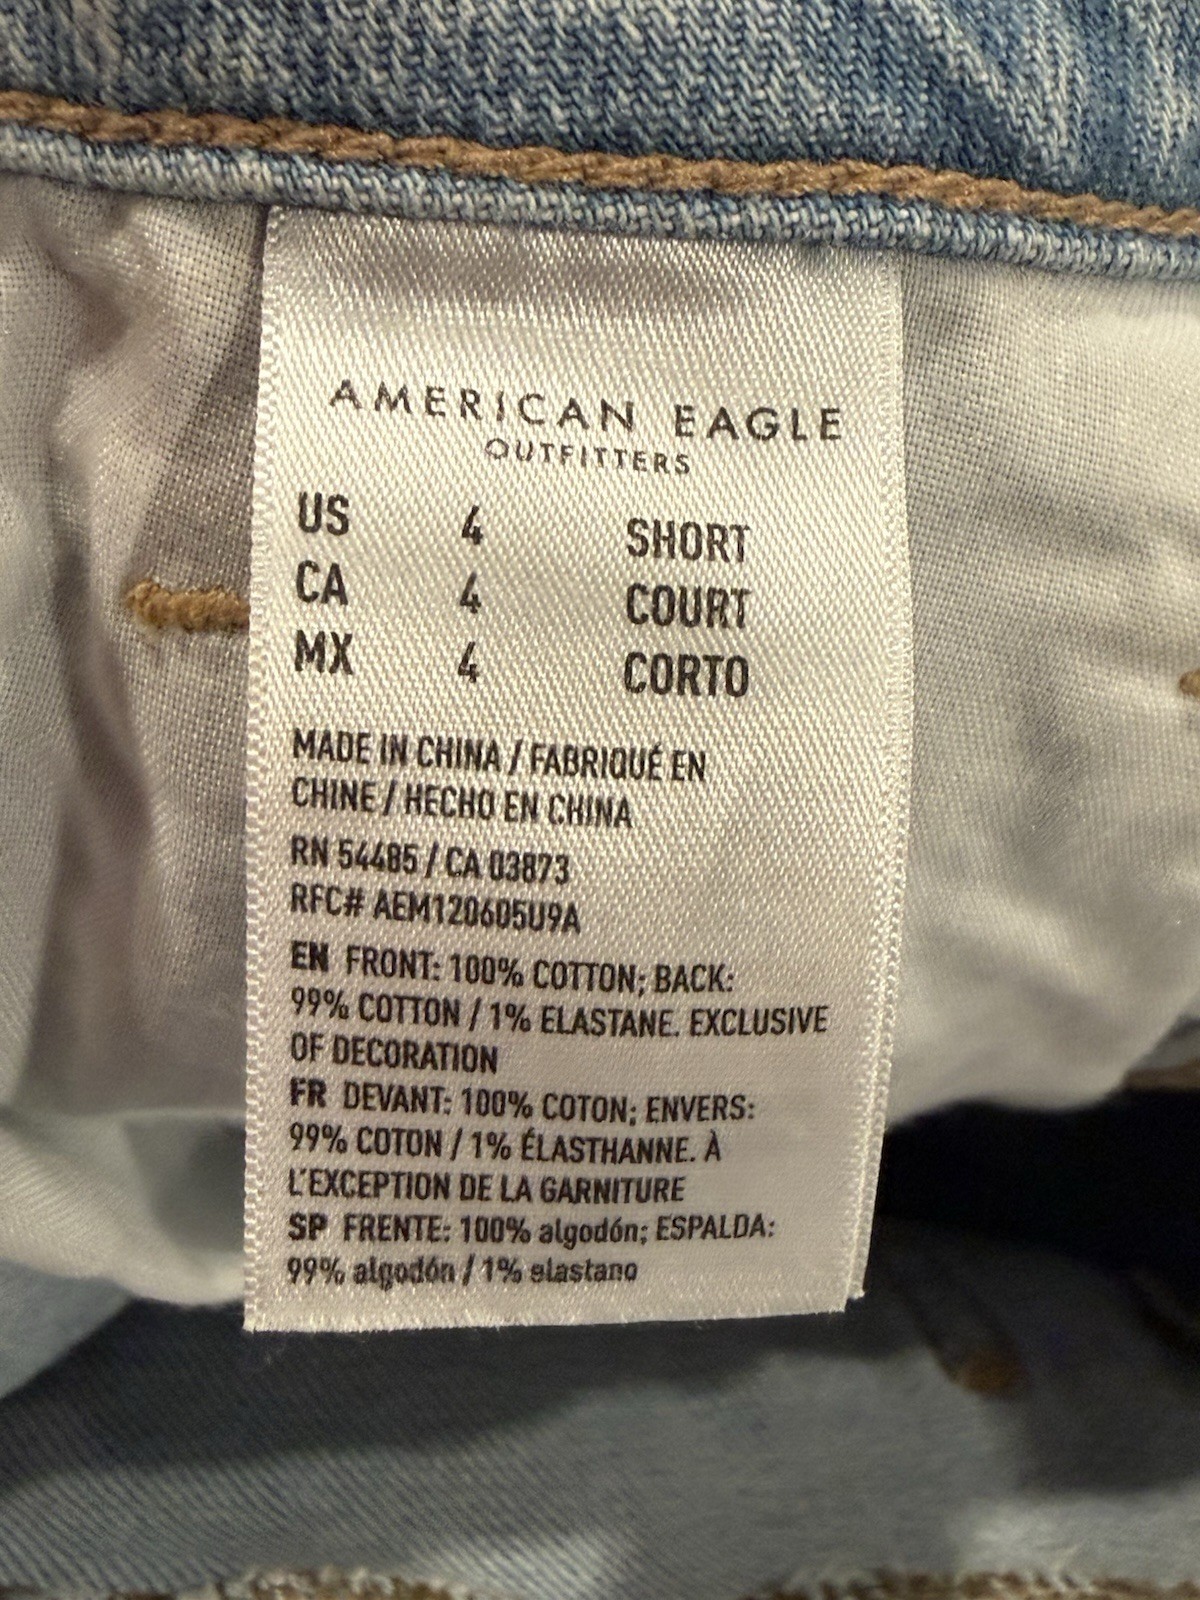 AMERICAN EAGLE
OUTFITTERS
US 4 SHORT
CA 4 COURT
MX 4 CORTO
MADE IN CHINA / FABRIQUÉ EN
CHINE / HECHO EN CHINA
RN 54485 / CA 03873
RFC# AEM120605U9A
EN FRONT: 100% COTTON; BACK:
99% COTTON / 1% ELASTANE. EXCLUSIVE
OF DECORATION
FR DEVANT: 100% COTON; ENVERS:
99% COTON / 1% ÉLASTHANNE. À
L'EXCEPTION DE LA GARNITURE
SP FRENTE: 100% algodón; ESPALDA:
99% algodón / 1% elastano